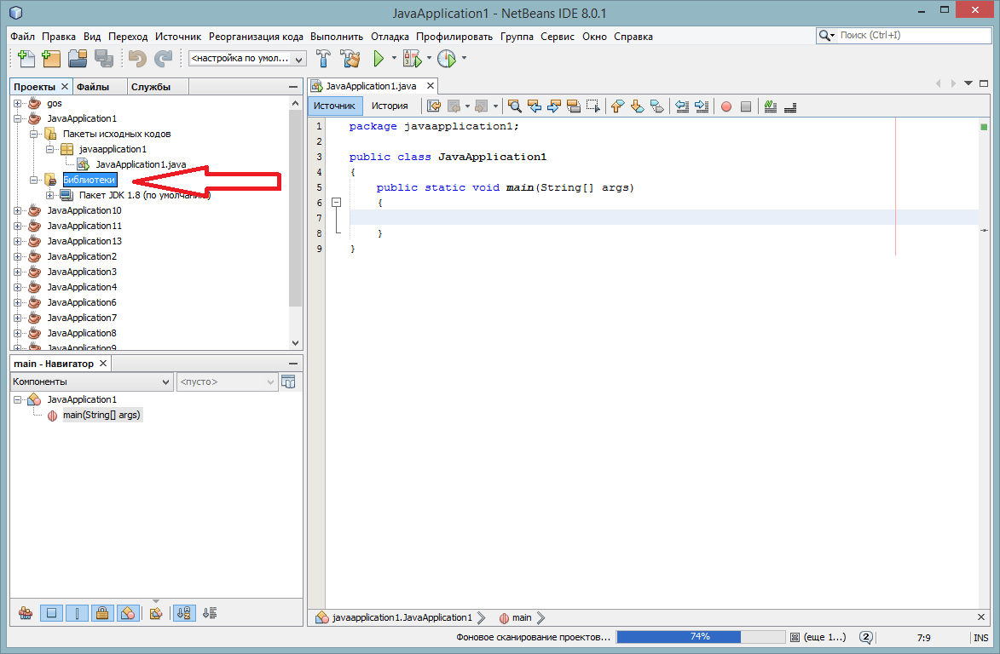 JavaApplication1 - NetBeans IDE 8.0.1
Файл Правка Вид Переход Источник Реорганизация кода Выполнить Отладка Профилировать Группа Сервис Окно Справка
Поиск (Ctrl+I)
<настройка по умол...
Проекты Файлы Службы
gos
JavaApplication1
Пакеты исходных кодов
javaapplication1
JavaApplication1.java
Библиотеки
Пакет JDK 1.8 (по умолчанию)
JavaApplication10
JavaApplication11
JavaApplication13
JavaApplication2
JavaApplication3
JavaApplication4
JavaApplication6
JavaApplication7
JavaApplication8
JavaApplication9
main - Навигатор
Компоненты <пусто>
JavaApplication1
main(String[] args)
JavaApplication1.java
Источник История
1 package javaapplication1;
2
3 public class JavaApplication1
4 {
5 public static void main(String[] args)
6 {
7
8 }
9 }
javaapplication1.JavaApplication1 main
Фоновое сканирование проектов... 74% (еще 1...) 2 7:9 INS